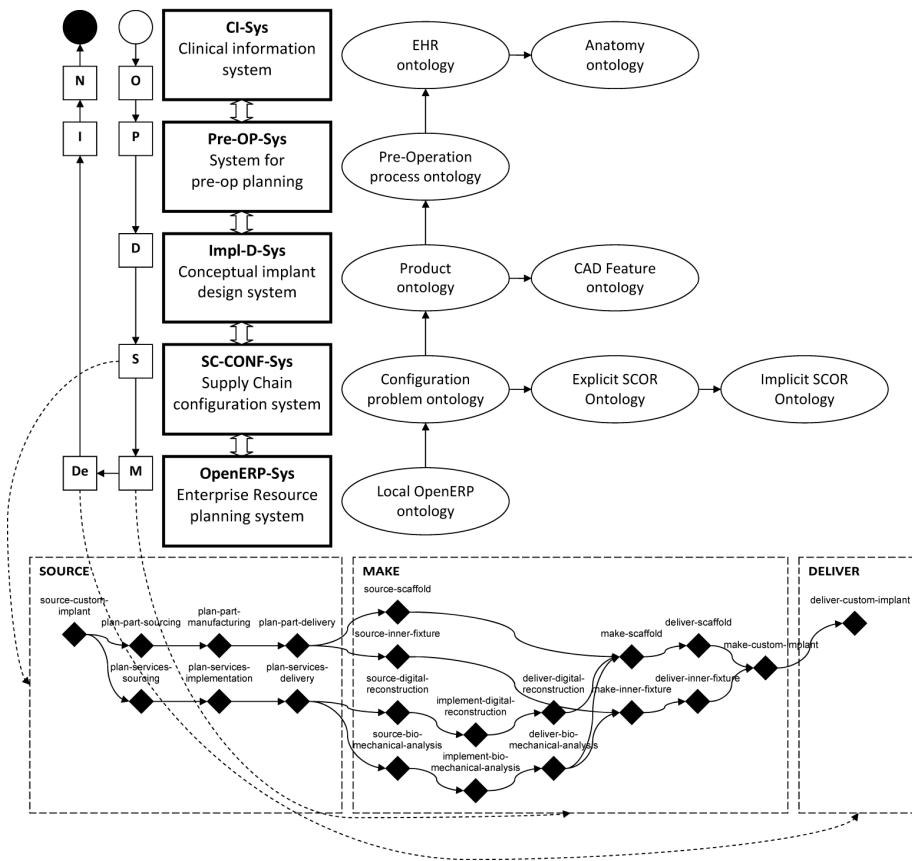 CI-Sys
Clinical information
system
EHR
ontology
Anatomy
ontology
N
O
I
P
Pre-OP-Sys
System for
pre-op planning
Pre-Operation
process ontology
D
Impl-D-Sys
Conceptual implant
design system
Product
ontology
CAD Feature
ontology
S
SC-CONF-Sys
Supply Chain
configuration system
Configuration
problem ontology
Explicit SCOR
Ontology
Implicit SCOR
Ontology
De
M
OpenERP-Sys
Enterprise Resource
planning system
Local OpenERP
ontology
SOURCE
source-custom-
implant
plan-part-sourcing
plan-part-
manufacturing
plan-part-delivery
plan-services-
sourcing
plan-services-
implementation
plan-services-
delivery
MAKE
source-scaffold
source-inner-fixture
source-digital-
reconstruction
implement-digital-
reconstruction
deliver-digital-
reconstruction
source-bio-
mechanical-analysis
implement-bio-
mechanical-analysis
deliver-bio-
mechanical-analysis
make-scaffold
deliver-scaffold
make-inner-fixture
deliver-inner-fixture
make-custom-implant
DELIVER
deliver-custom-implant